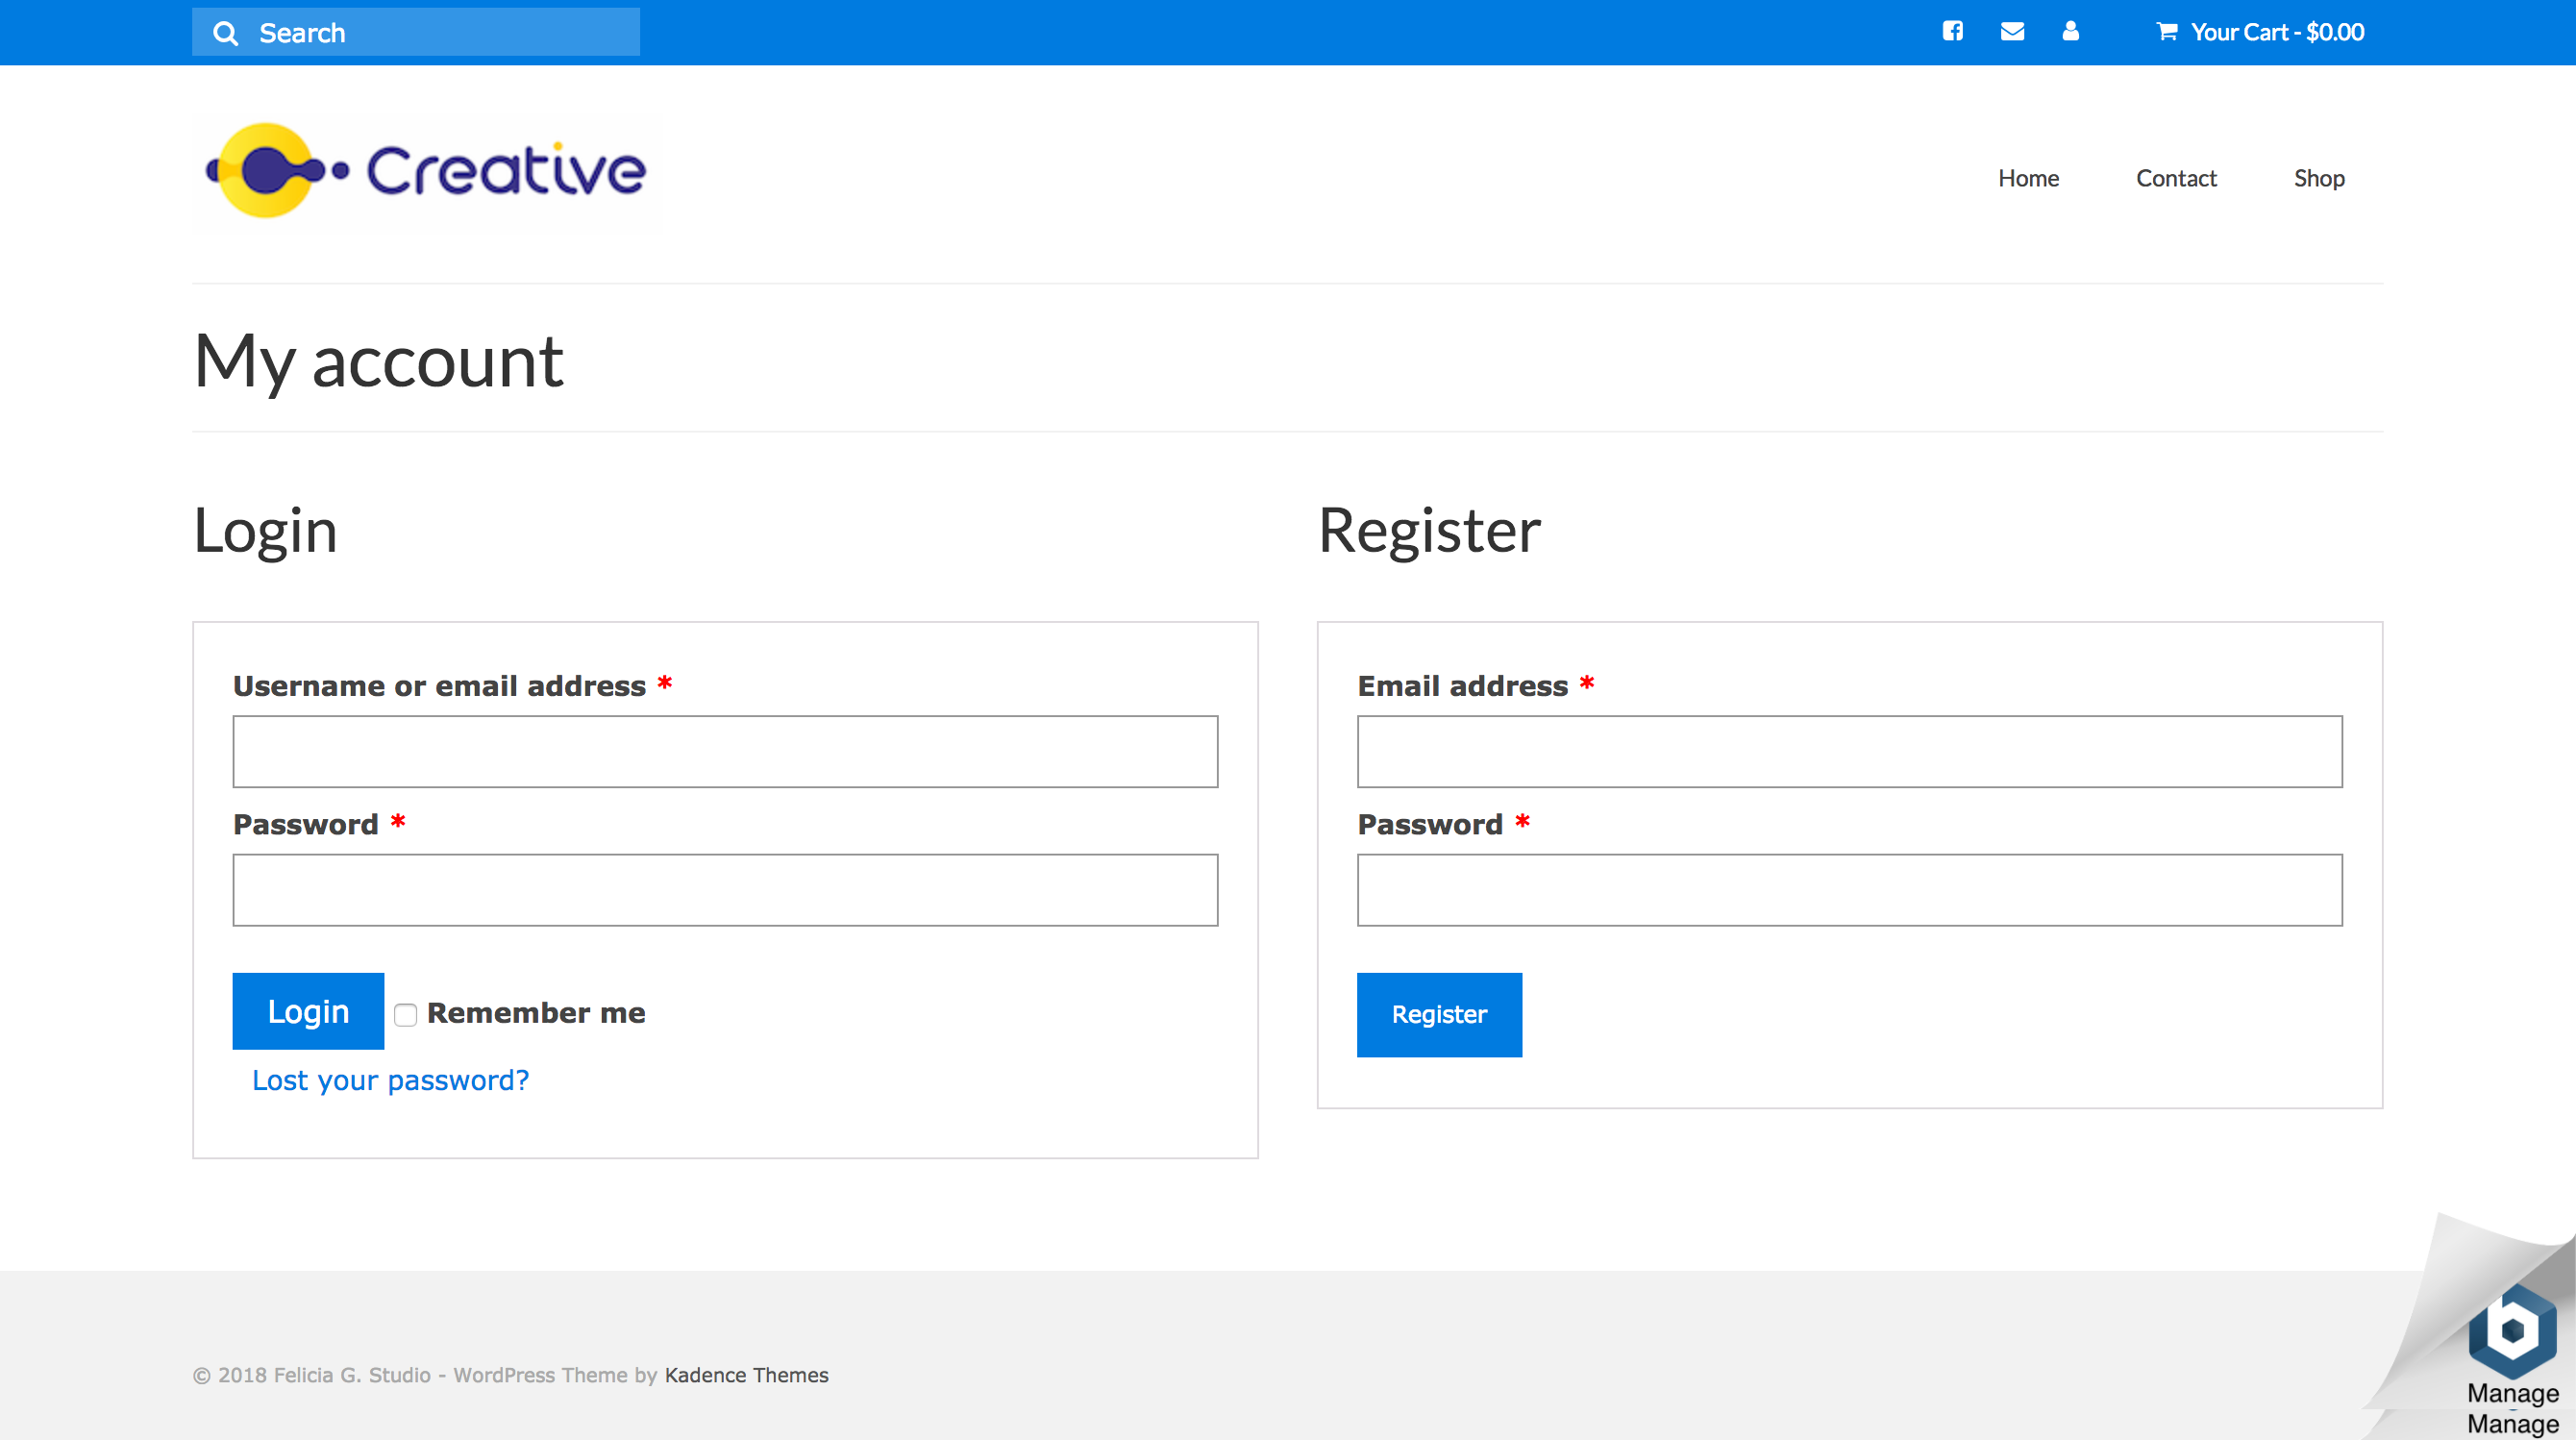 Search
Your Cart - $0.00
Creative
Home Contact Shop
My account
Login
Username or email address *
Password *
Login Remember me
Lost your password?
Register
Email address *
Password *
Register
© 2018 Felicia G. Studio - WordPress Theme by Kadence Themes
Manage
Manage